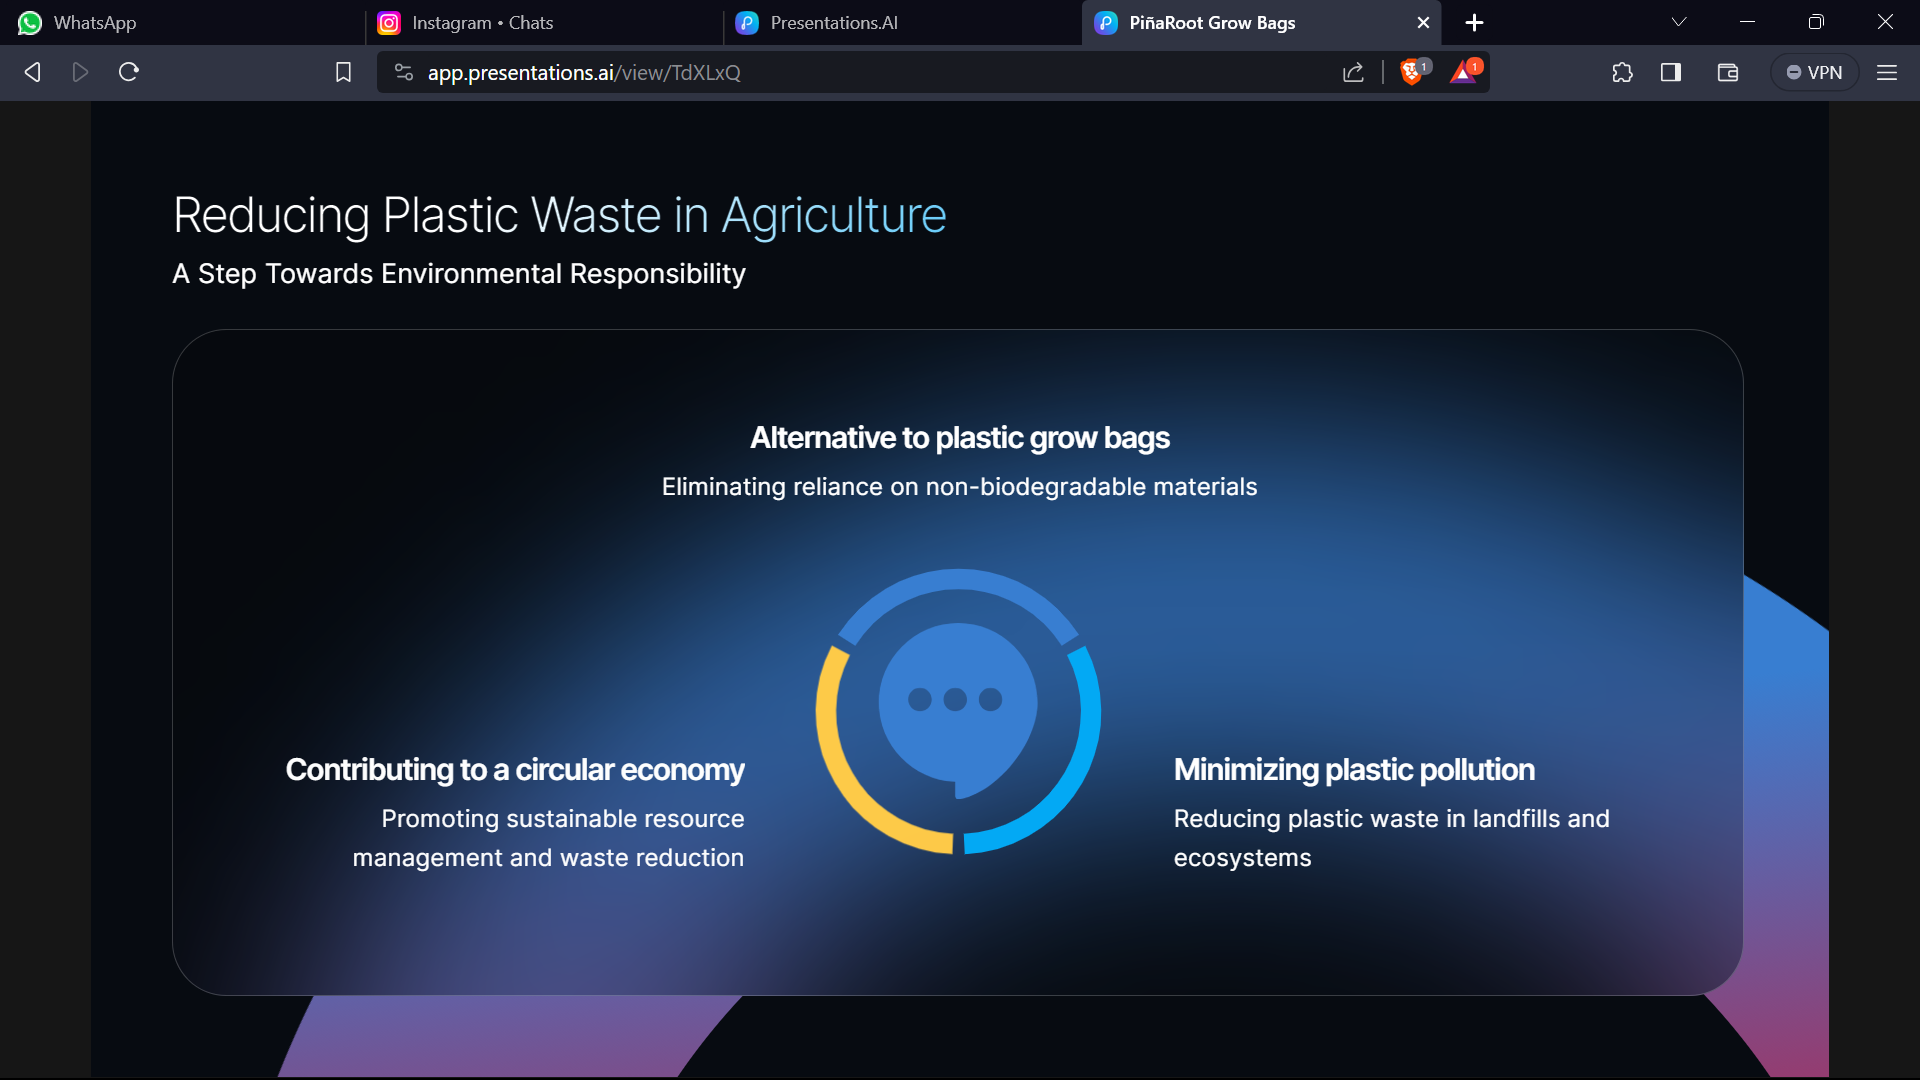 WhatsApp
Instagram • Chats
Presentations.AI
PiñaRoot Grow Bags
app.presentations.ai/view/TdXLxQ
1
1
VPN
Reducing Plastic Waste in Agriculture
A Step Towards Environmental Responsibility
Alternative to plastic grow bags
Eliminating reliance on non-biodegradable materials
Contributing to a circular economy
Promoting sustainable resource
management and waste reduction
Minimizing plastic pollution
Reducing plastic waste in landfills and
ecosystems